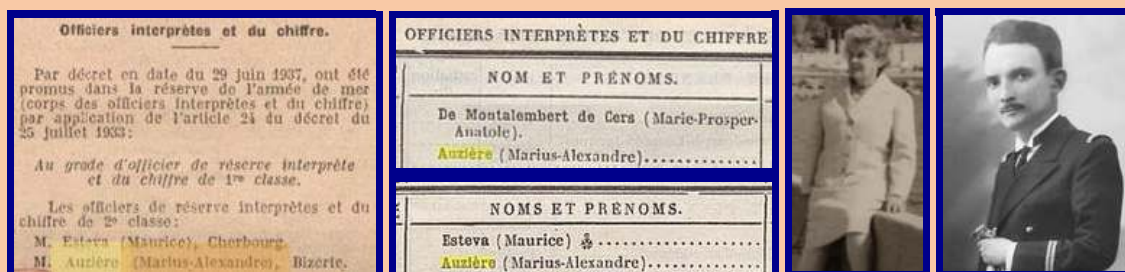 Officiers interprètes et du chiffre.
Par décret en date du 29 juin 1937, ont été
promus dans la réserve de l'armée de mer
(corps des officiers interprètes et du chiffre)
par application de l'article 24 du décret du
25 juillet 1933:
Au grade d'officier de réserve interprète
et du chiffre de 1re classe.
Les officiers de réserve interprètes et du
chiffre de 2e classe:
M. Esteva (Maurice), Cherbourg.
M. Auzière (Marius-Alexandre), Bizerte.
OFFICIERS INTERPRÈTES ET DU CHIFFRE
NOM ET PRÉNOMS.
De Montalembert de Cers (Marie-Prosper-
Anatole).
Auzière (Marius-Alexandre)..............
NOMS ET PRÉNOMS.
Esteva (Maurice) ..................
Auzière (Marius-Alexandre)..............